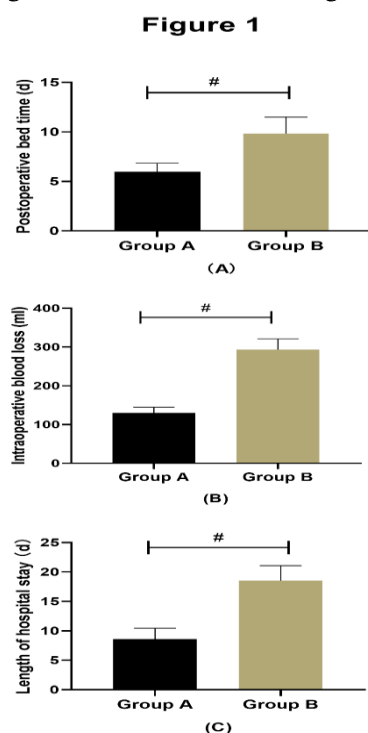 Figure 1
Postoperative bed time (d)
15
10
5
0
#
Group A
Group B
(A)
Intraoperative blood loss (ml)
400
300
200
100
0
#
Group A
Group B
(B)
Length of hospital stay (d)
25
20
15
10
5
0
#
Group A
Group B
(C)